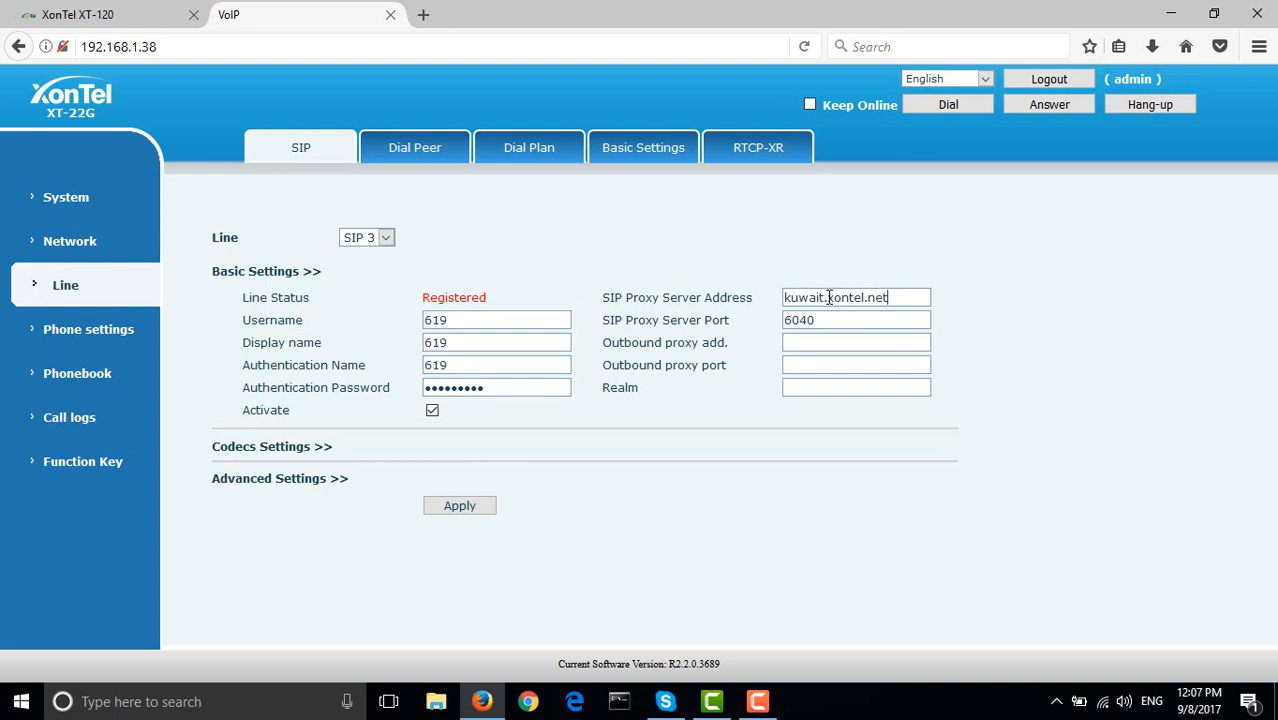 XonTel XT-120
VoIP
192.168.1.38
Search
XonTel
XT-22G
English
Logout
( admin )
Keep Online
Dial
Answer
Hang-up
SIP
Dial Peer
Dial Plan
Basic Settings
RTCP-XR
System
Network
Line
Phone settings
Phonebook
Call logs
Function Key
Line
SIP 3
Basic Settings >>
Line Status
Registered
SIP Proxy Server Address
kuwait.xontel.net
Username
619
SIP Proxy Server Port
6040
Display name
619
Outbound proxy add.
Authentication Name
619
Outbound proxy port
Authentication Password
•••••••••
Realm
Activate
Codecs Settings >>
Advanced Settings >>
Apply
Current Software Version: R2.2.0.3689
Type here to search
ENG
12:07 PM
9/8/2017
1